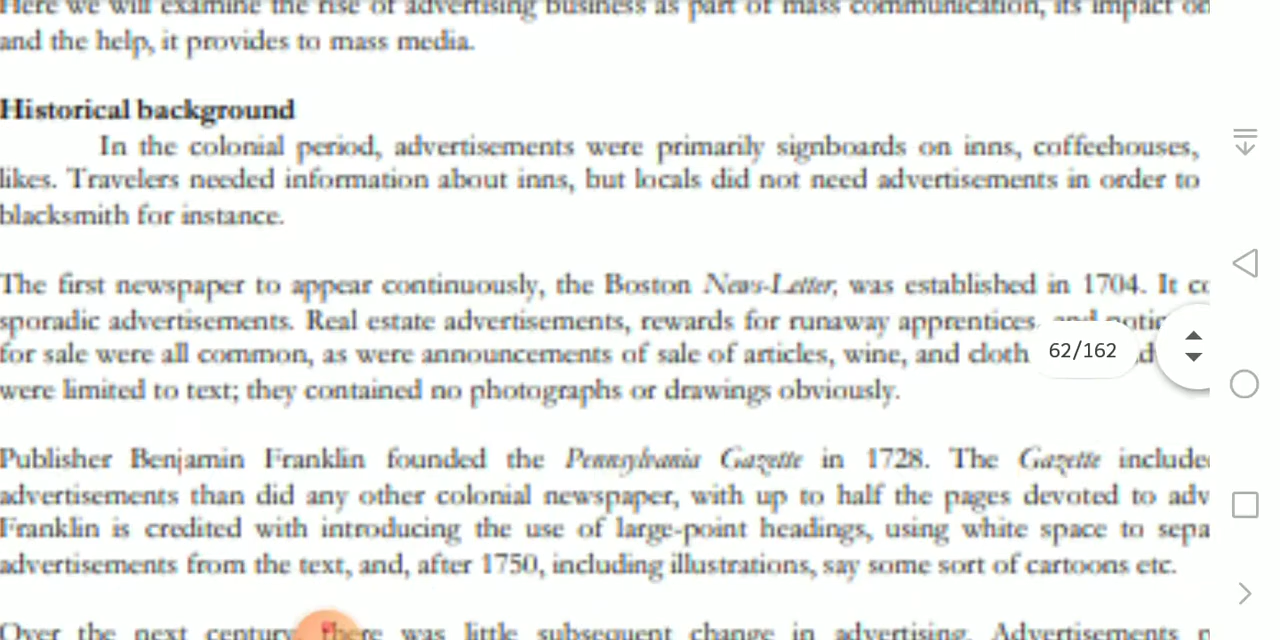 Here we will examine the rise of advertising business as part of mass communication, its impact on
and the help, it provides to mass media.
Historical background
In the colonial period, advertisements were primarily signboards on inns, coffeehouses,
likes. Travelers needed information about inns, but locals did not need advertisements in order to
blacksmith for instance.
The first newspaper to appear continuously, the Boston News-Letter, was established in 1704. It
sporadic advertisements. Real estate advertisements, rewards for runaway apprentices, and
for sale were all common, as were announcements of sale of articles, wine, and cloth
62/162
were limited to text; they contained no photographs or drawings obviously.
Publisher Benjamin Franklin founded the Pennsylvania Gazette in 1728. The Gazette include
advertisements than did any other colonial newspaper, with up to half the pages devoted to adv
Franklin is credited with introducing the use of large-point headings, using white space to sepa
advertisements from the text, and, after 1750, including illustrations, say some sort of cartoons etc.
Over the next century, there was little subsequent change in advertising. Advertisements